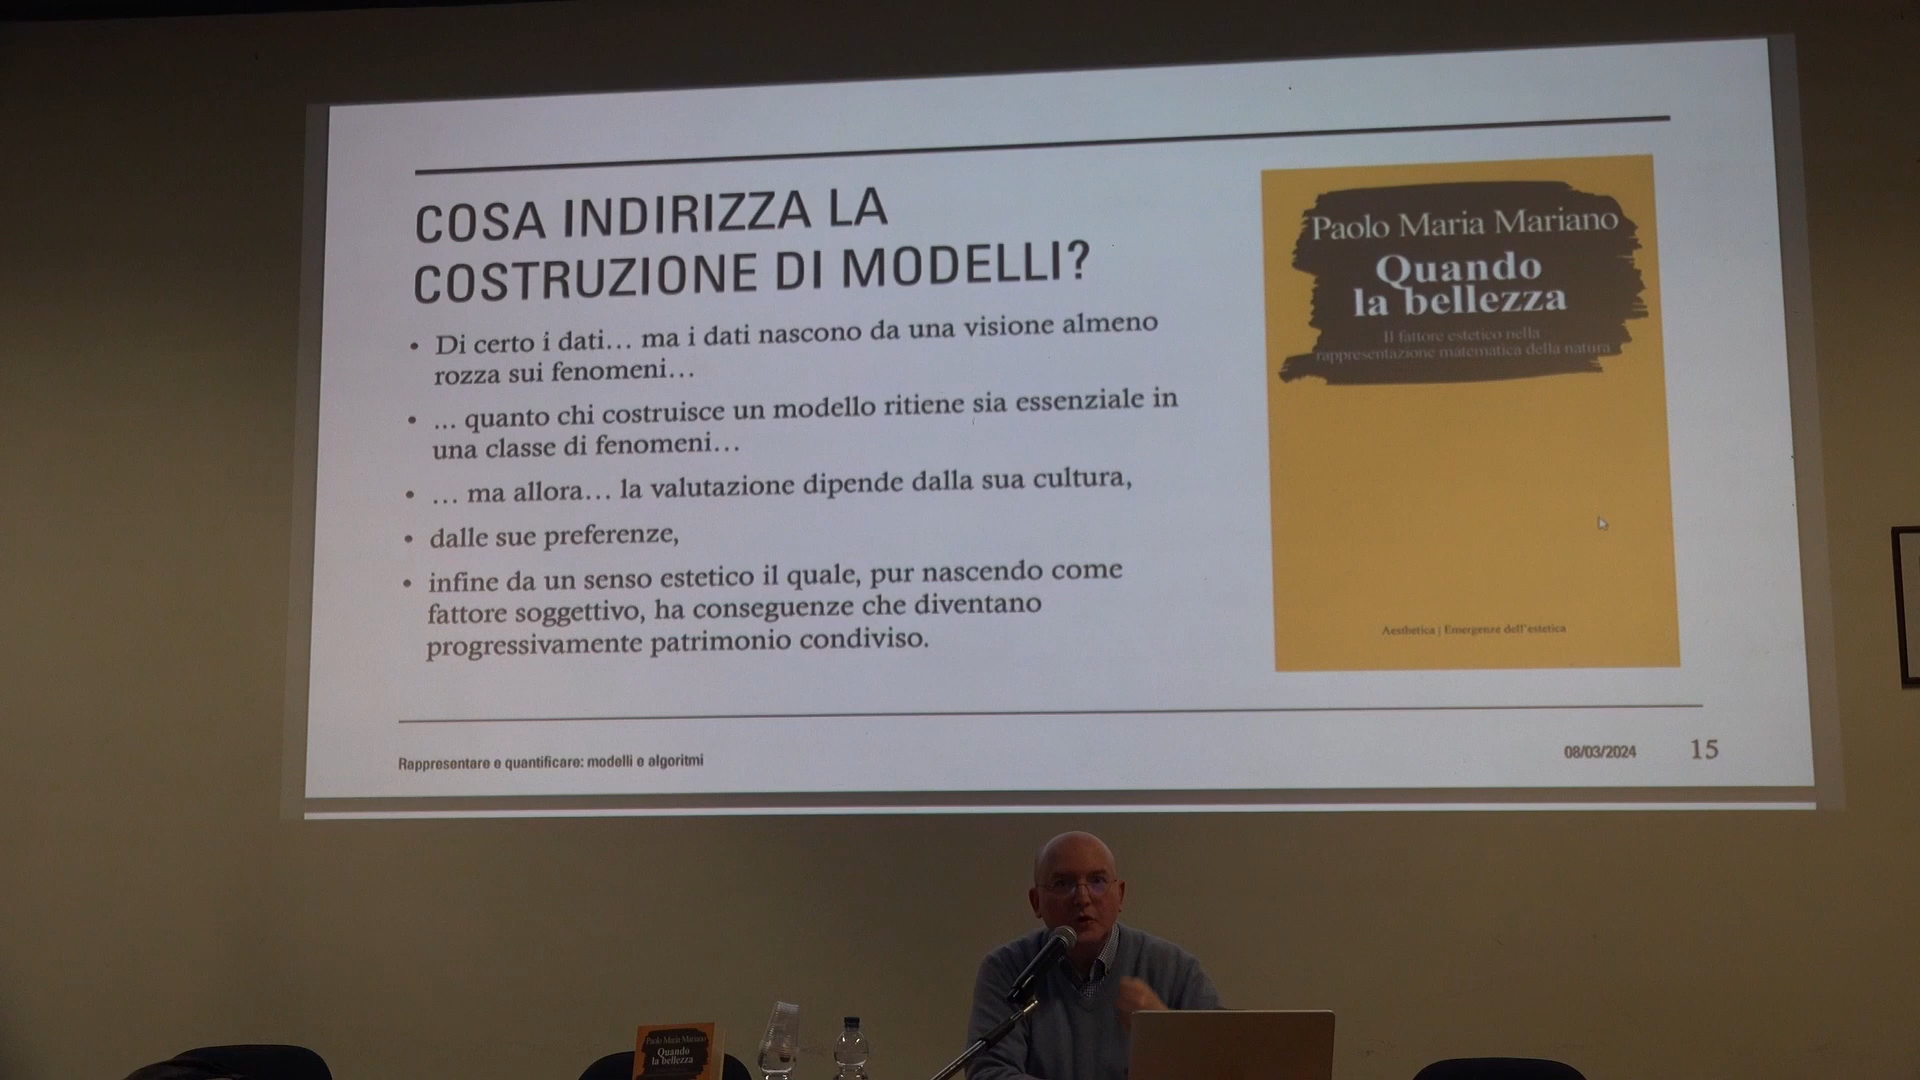 COSA INDIRIZZA LA
COSTRUZIONE DI MODELLI?
• Di certo i dati... ma i dati nascono da una visione almeno
rozza sui fenomeni...
• ... quanto chi costruisce un modello ritiene sia essenziale in
una classe di fenomeni...
• ... ma allora... la valutazione dipende dalla sua cultura,
• dalle sue preferenze,
• infine da un senso estetico il quale, pur nascendo come
fattore soggettivo, ha conseguenze che diventano
progressivamente patrimonio condiviso.
Paolo Maria Mariano
Quando
la bellezza
Il fattore estetico nella
rappresentazione matematica della natura
Aesthetica | Emergenze dell'estetica
Rappresentare e quantificare: modelli e algoritmi
08/03/2024
15
Paolo Maria Mariano
Quando
la bellezza